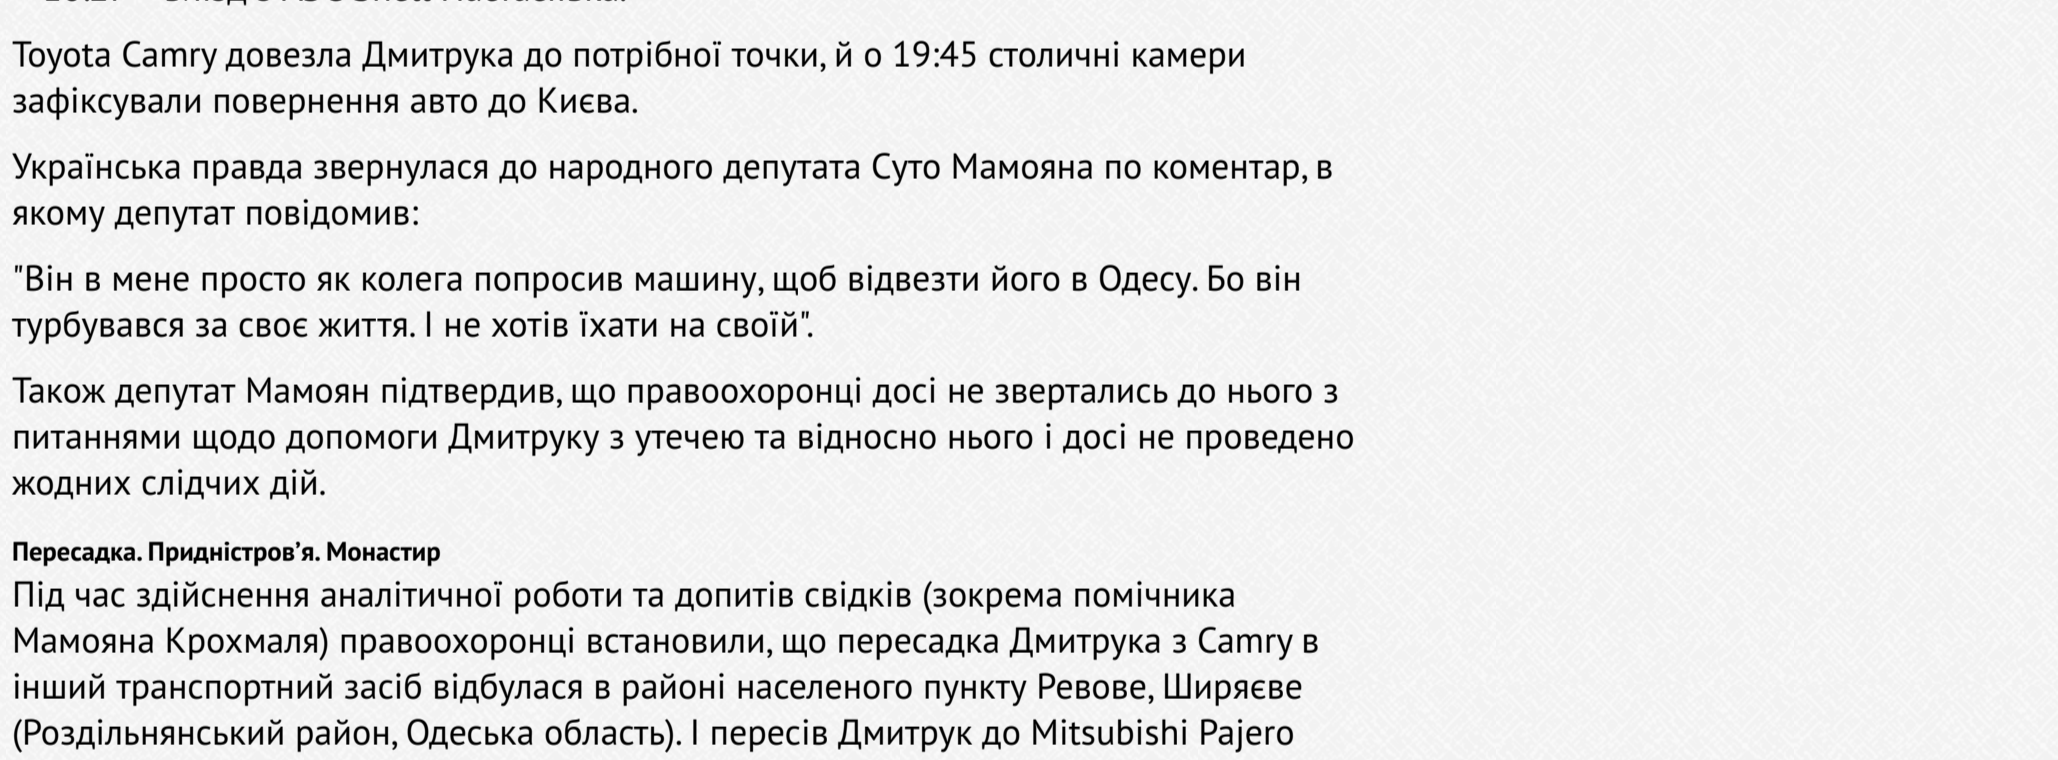 Toyota Camry довезла Дмитрука до потрібної точки, й о 19:45 столичні камери
зафіксували повернення авто до Києва.
Українська правда звернулася до народного депутата Суто Мамояна по коментар, в
якому депутат повідомив:
"Він в мене просто як колега попросив машину, щоб відвезти його в Одесу. Бо він
турбувався за своє життя. І не хотів їхати на своїй".
Також депутат Мамоян підтвердив, що правоохоронці досі не звертались до нього з
питаннями щодо допомоги Дмитруку з утечею та відносно нього і досі не проведено
жодних слідчих дій.
Пересадка. Придністров’я. Монастир
Під час здійснення аналітичної роботи та допитів свідків (зокрема помічника
Мамояна Крохмаля) правоохоронці встановили, що пересадка Дмитрука з Camry в
інший транспортний засіб відбулася в районі населеного пункту Ревове, Ширяєве
(Роздільнянський район, Одеська область). І пересів Дмитрук до Mitsubishi Pajero